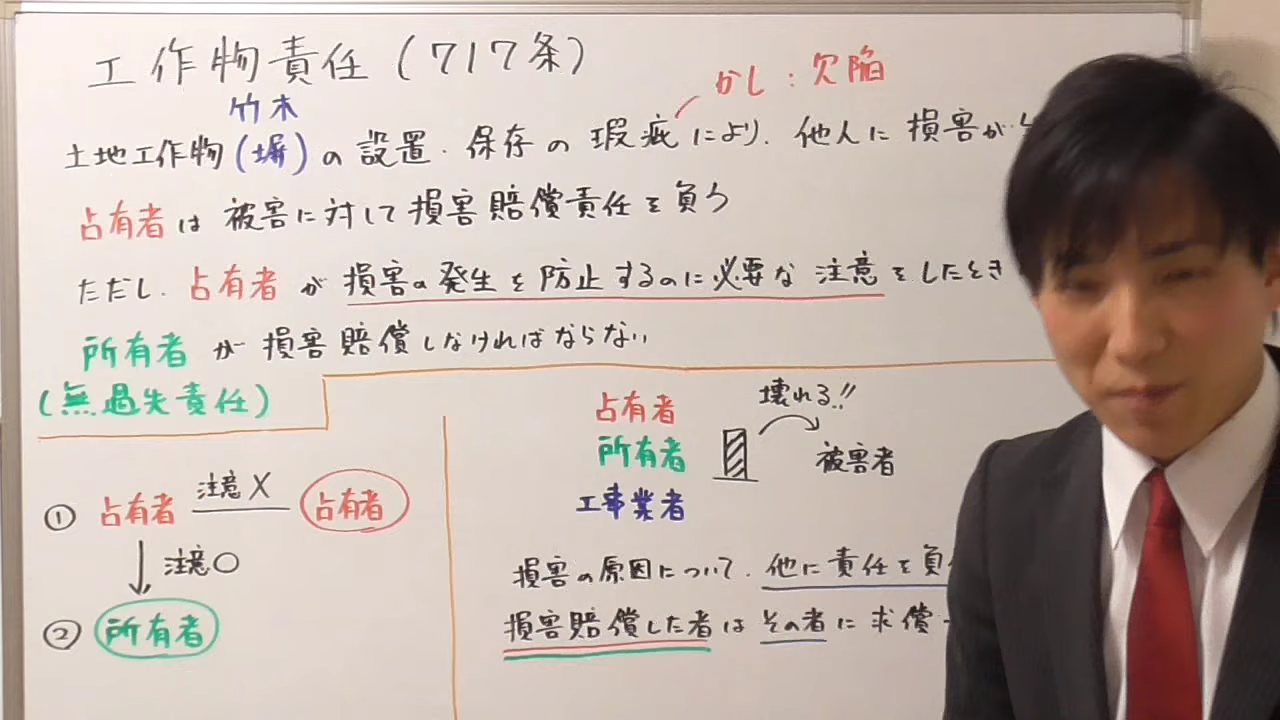 工作物責任(717条)
かし:欠陥
竹木
土地工作物(塀)の設置・保存の瑕疵により、他人に損害が
占有者は被害に対して損害賠償責任を負う
ただし、占有者が損害の発生を防止するのに必要な注意をしたとき
所有者が損害賠償しなければならない
(無過失責任)
① 占有者 注意X 占有者
注意〇
② 所有者
占有者
所有者
工事業者
壊れる!!
被害者
損害の原因について、他に責任を負
損害賠償した者はその者に求償